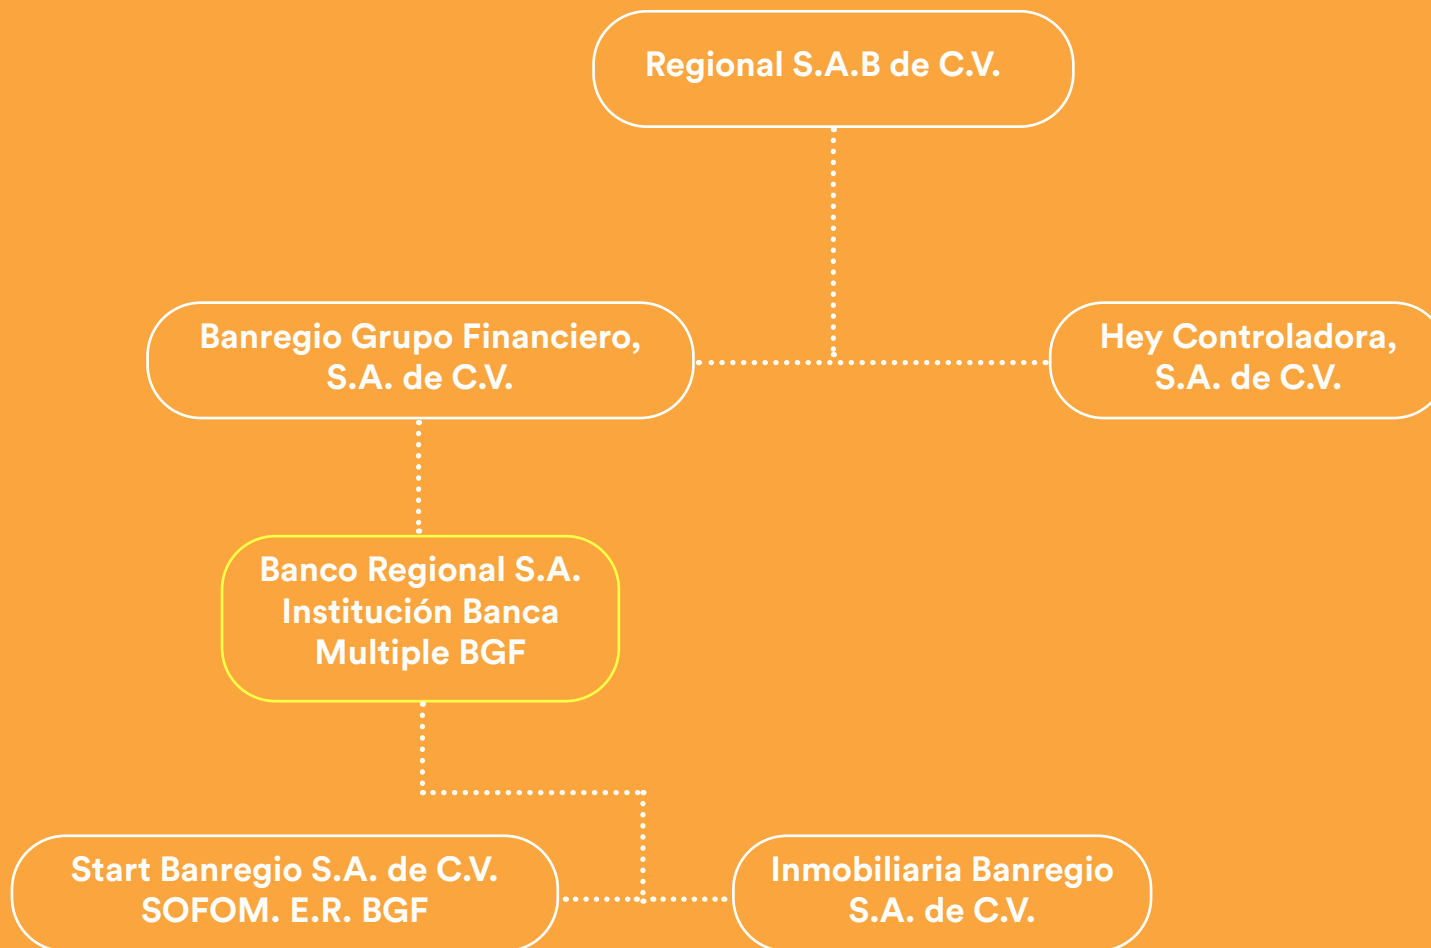 Regional S.A.B de C.V.
Banregio Grupo Financiero,
S.A. de C.V.
Hey Controladora,
S.A. de C.V.
Banco Regional S.A.
Institución Banca
Multiple BGF
Start Banregio S.A. de C.V.
SOFOM. E.R. BGF
Inmobiliaria Banregio
S.A. de C.V.